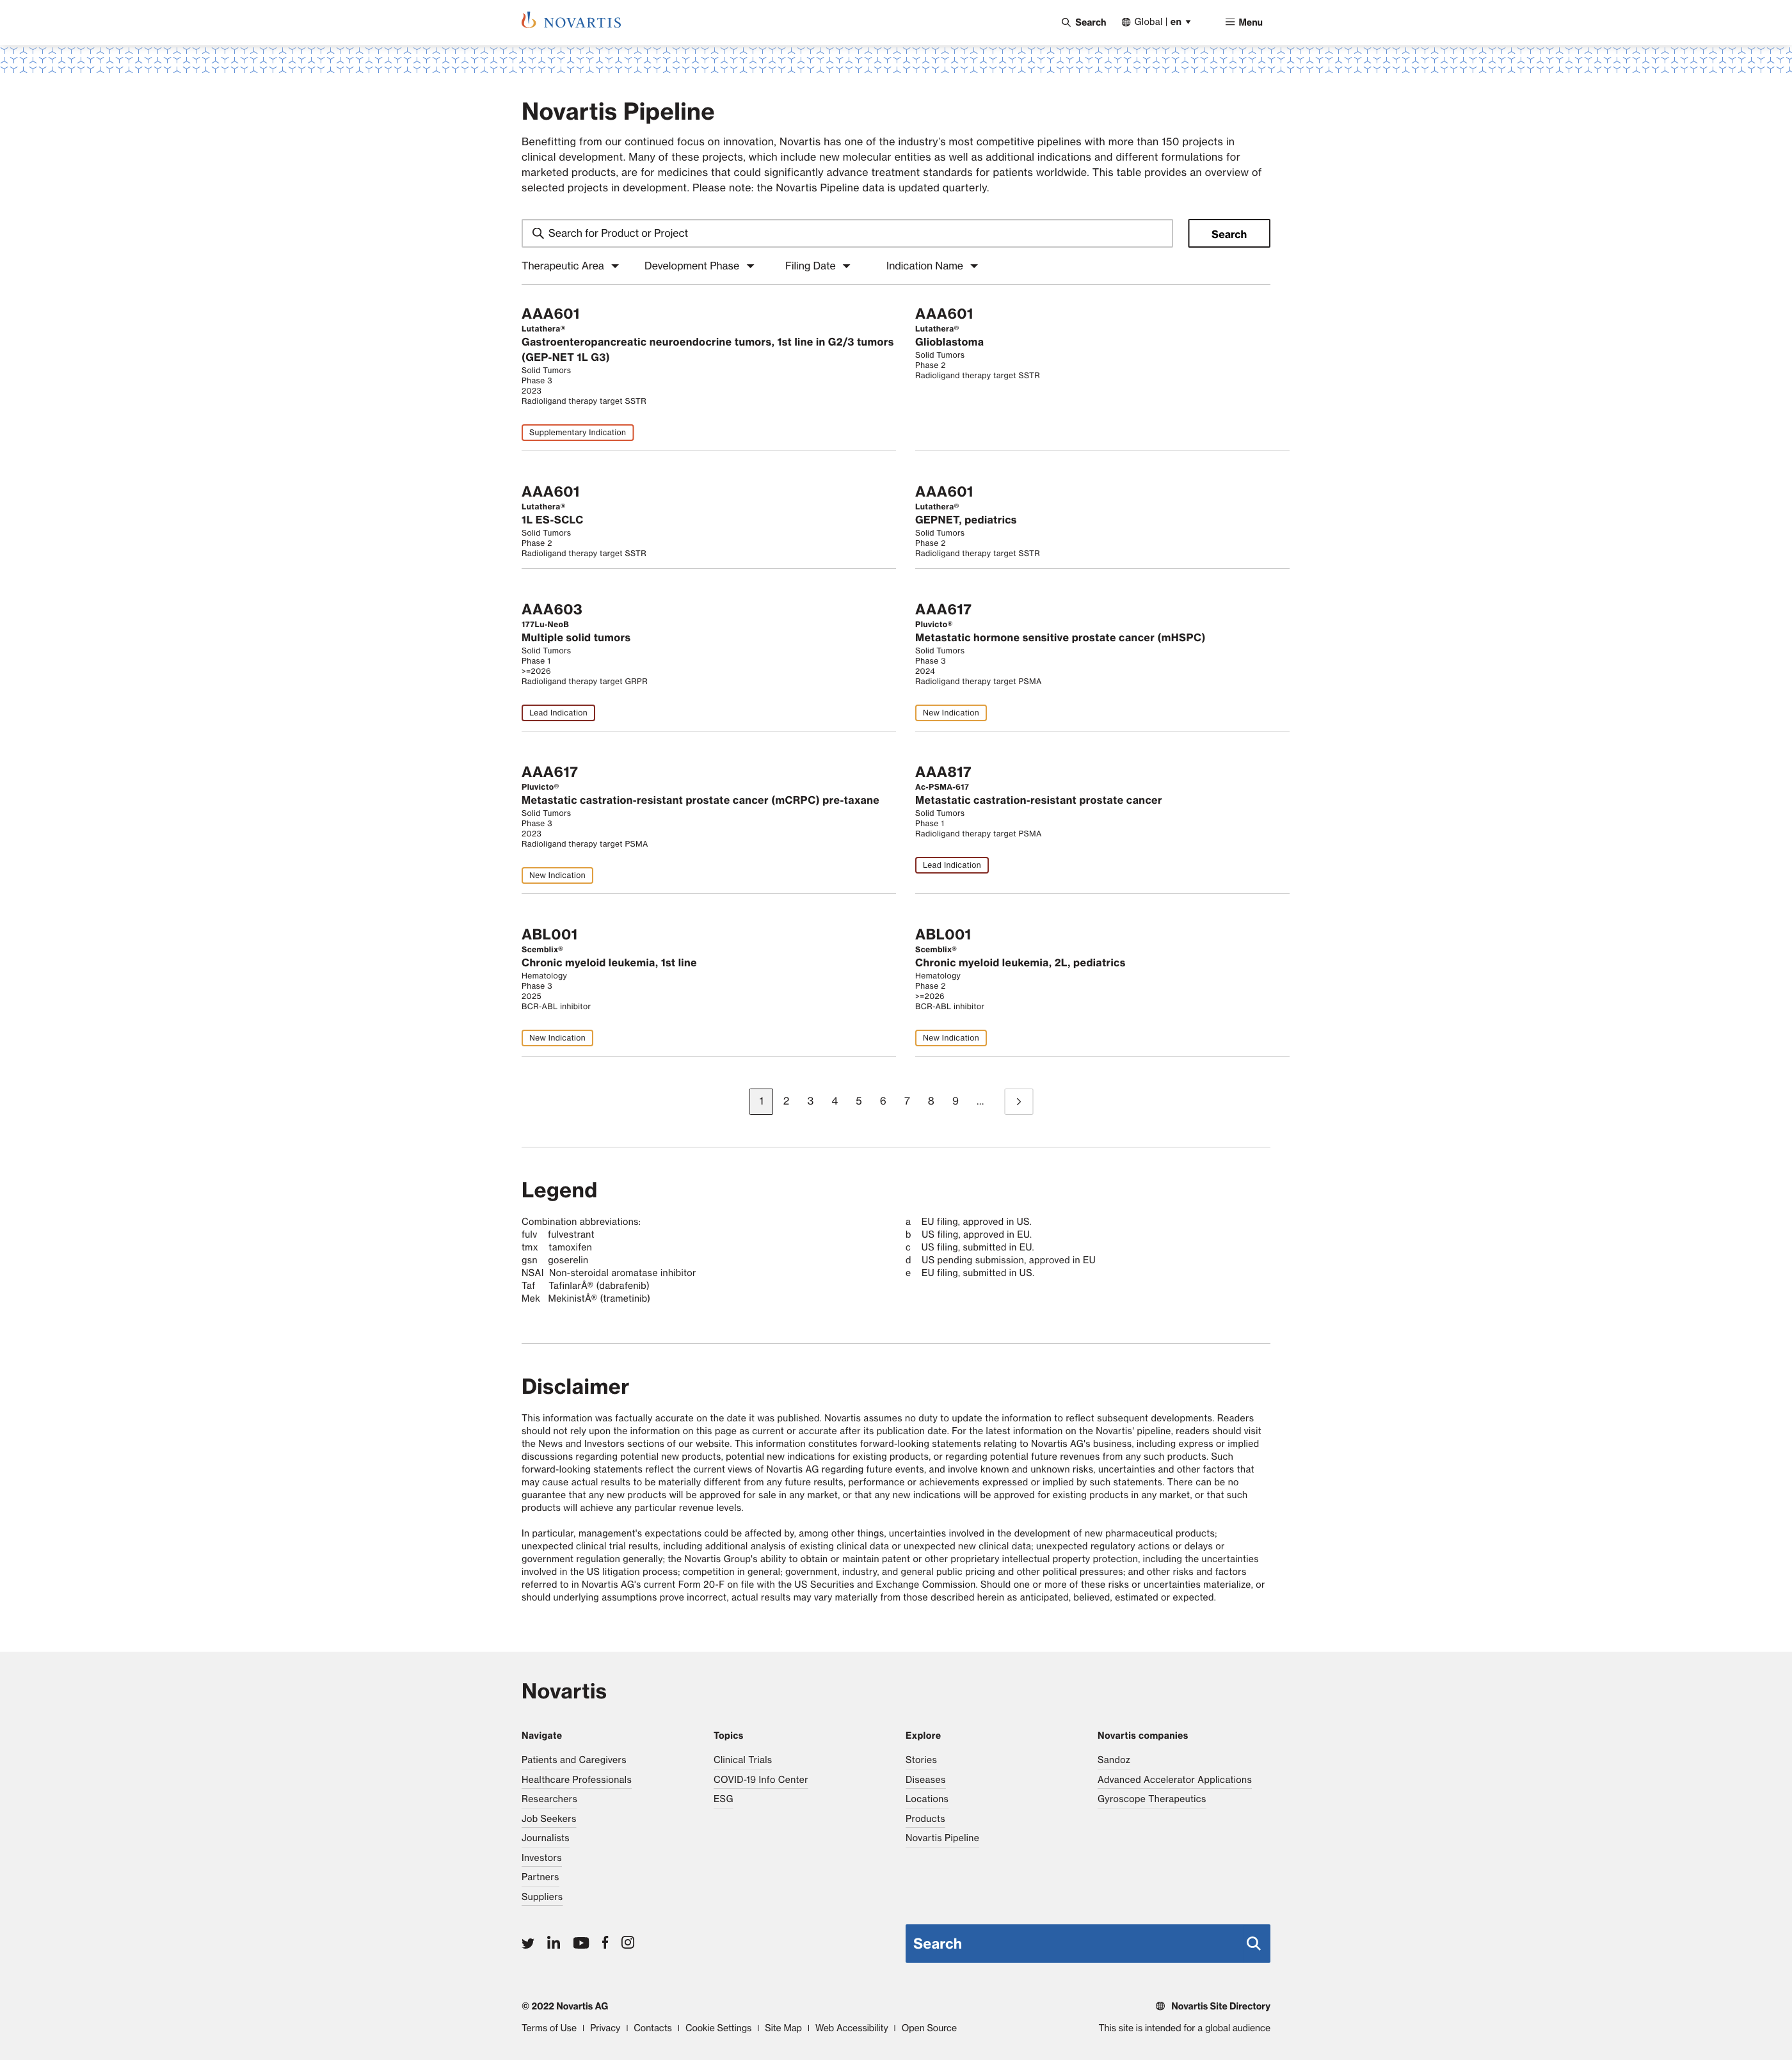 NOVARTIS
Search
Global | en
Menu
Novartis Pipeline
Benefitting from our continued focus on innovation, Novartis has one of the industry’s most competitive pipelines with more than 150 projects in
clinical development. Many of these projects, which include new molecular entities as well as additional indications and different formulations for
marketed products, are for medicines that could significantly advance treatment standards for patients worldwide. This table provides an overview of
selected projects in development. Please note: the Novartis Pipeline data is updated quarterly.
Search for Product or Project
Search
Therapeutic Area
Development Phase
Filing Date
Indication Name
AAA601
Lutathera®
Gastroenteropancreatic neuroendocrine tumors, 1st line in G2/3 tumors
(GEP-NET 1L G3)
Solid Tumors
Phase 3
2023
Radioligand therapy target SSTR
Supplementary Indication
AAA601
Lutathera®
Glioblastoma
Solid Tumors
Phase 2
Radioligand therapy target SSTR
AAA601
Lutathera®
1L ES-SCLC
Solid Tumors
Phase 2
Radioligand therapy target SSTR
AAA601
Lutathera®
GEPNET, pediatrics
Solid Tumors
Phase 2
Radioligand therapy target SSTR
AAA603
177Lu-NeoB
Multiple solid tumors
Solid Tumors
Phase 1
>=2026
Radioligand therapy target GRPR
Lead Indication
AAA617
Pluvicto®
Metastatic hormone sensitive prostate cancer (mHSPC)
Solid Tumors
Phase 3
2024
Radioligand therapy target PSMA
New Indication
AAA617
Pluvicto®
Metastatic castration-resistant prostate cancer (mCRPC) pre-taxane
Solid Tumors
Phase 3
2023
Radioligand therapy target PSMA
New Indication
AAA817
Ac-PSMA-617
Metastatic castration-resistant prostate cancer
Solid Tumors
Phase 1
Radioligand therapy target PSMA
Lead Indication
ABL001
Scemblix®
Chronic myeloid leukemia, 1st line
Hematology
Phase 3
2025
BCR-ABL inhibitor
New Indication
ABL001
Scemblix®
Chronic myeloid leukemia, 2L, pediatrics
Hematology
Phase 2
>=2026
BCR-ABL inhibitor
New Indication
1 2 3 4 5 6 7 8 9 ...
Legend
Combination abbreviations:
fulv fulvestrant
tmx tamoxifen
gsn goserelin
NSAI Non-steroidal aromatase inhibitor
Taf TafinlarÂ® (dabrafenib)
Mek MekinistÂ® (trametinib)
a EU filing, approved in US.
b US filing, approved in EU.
c US filing, submitted in EU.
d US pending submission, approved in EU
e EU filing, submitted in US.
Disclaimer
This information was factually accurate on the date it was published. Novartis assumes no duty to update the information to reflect subsequent developments. Readers
should not rely upon the information on this page as current or accurate after its publication date. For the latest information on the Novartis' pipeline, readers should visit
the News and Investors sections of our website. This information constitutes forward-looking statements relating to Novartis AG's business, including express or implied
discussions regarding potential new products, potential new indications for existing products, or regarding potential future revenues from any such products. Such
forward-looking statements reflect the current views of Novartis AG regarding future events, and involve known and unknown risks, uncertainties and other factors that
may cause actual results to be materially different from any future results, performance or achievements expressed or implied by such statements. There can be no
guarantee that any new products will be approved for sale in any market, or that any new indications will be approved for existing products in any market, or that such
products will achieve any particular revenue levels.
In particular, management's expectations could be affected by, among other things, uncertainties involved in the development of new pharmaceutical products;
unexpected clinical trial results, including additional analysis of existing clinical data or unexpected new clinical data; unexpected regulatory actions or delays or
government regulation generally; the Novartis Group's ability to obtain or maintain patent or other proprietary intellectual property protection, including the uncertainties
involved in the US litigation process; competition in general; government, industry, and general public pricing and other political pressures; and other risks and factors
referred to in Novartis AG's current Form 20-F on file with the US Securities and Exchange Commission. Should one or more of these risks or uncertainties materialize, or
should underlying assumptions prove incorrect, actual results may vary materially from those described herein as anticipated, believed, estimated or expected.
Novartis
Navigate
Patients and Caregivers
Healthcare Professionals
Researchers
Job Seekers
Journalists
Investors
Partners
Suppliers
Topics
Clinical Trials
COVID-19 Info Center
ESG
Explore
Stories
Diseases
Locations
Products
Novartis Pipeline
Novartis companies
Sandoz
Advanced Accelerator Applications
Gyroscope Therapeutics
Search
© 2022 Novartis AG
Novartis Site Directory
Terms of Use | Privacy | Contacts | Cookie Settings | Site Map | Web Accessibility | Open Source
This site is intended for a global audience